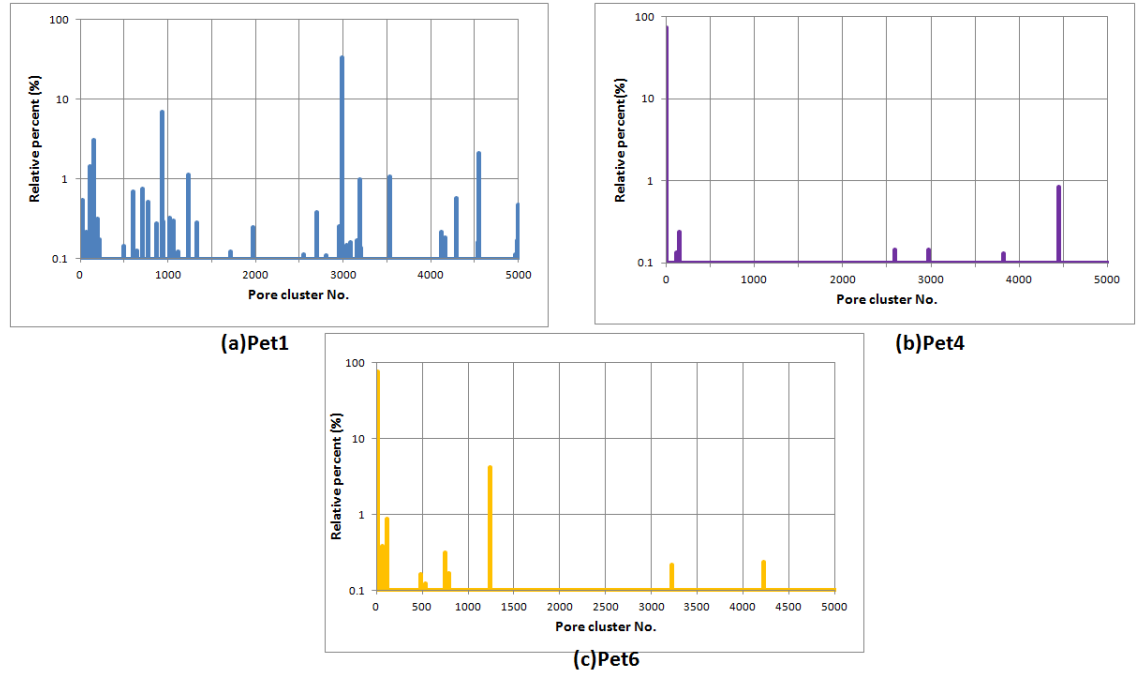 100
10
1
0.1
Relative percent (%)
0 1000 2000 3000 4000 5000
Pore cluster No.
(a)Pet1
100
10
1
0.1
Relative percent(%)
0 1000 2000 3000 4000 5000
Pore cluster No.
(b)Pet4
100
10
1
0.1
Relative percent (%)
0 500 1000 1500 2000 2500 3000 3500 4000 4500 5000
Pore cluster No.
(c)Pet6